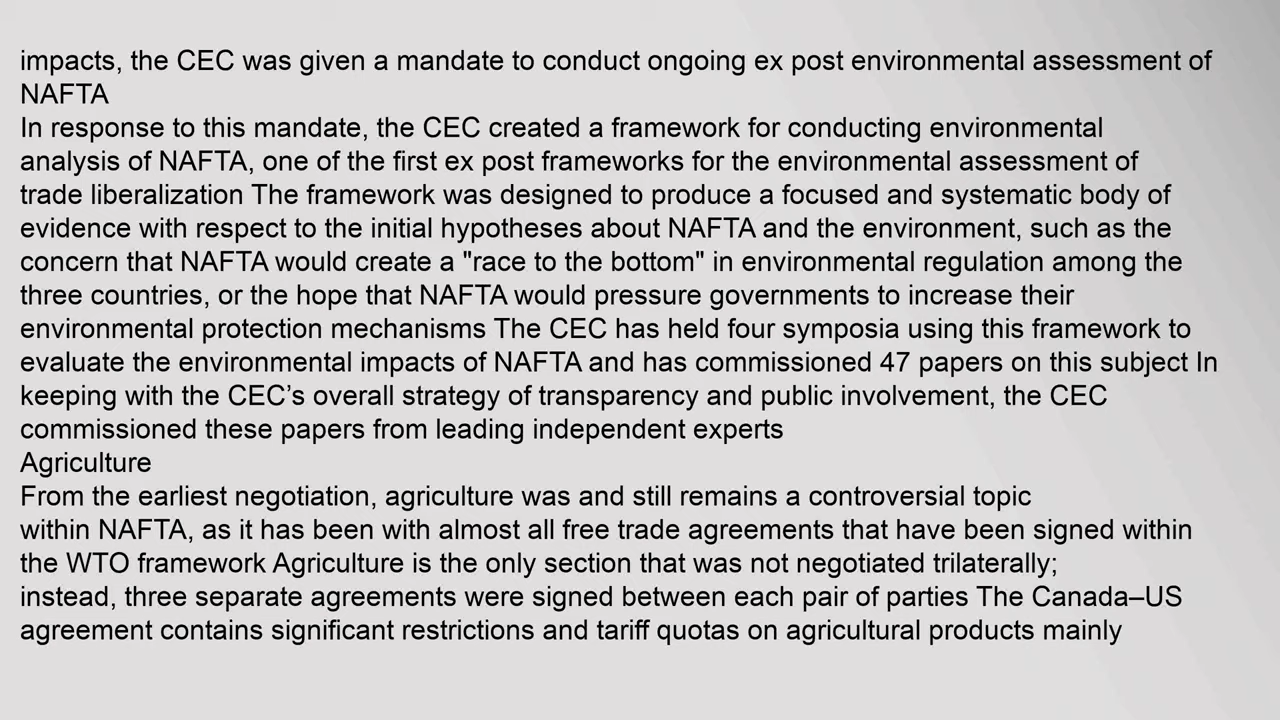 impacts, the CEC was given a mandate to conduct ongoing ex post environmental assessment of
NAFTA
In response to this mandate, the CEC created a framework for conducting environmental
analysis of NAFTA, one of the first ex post frameworks for the environmental assessment of
trade liberalization The framework was designed to produce a focused and systematic body of
evidence with respect to the initial hypotheses about NAFTA and the environment, such as the
concern that NAFTA would create a "race to the bottom" in environmental regulation among the
three countries, or the hope that NAFTA would pressure governments to increase their
environmental protection mechanisms The CEC has held four symposia using this framework to
evaluate the environmental impacts of NAFTA and has commissioned 47 papers on this subject In
keeping with the CEC’s overall strategy of transparency and public involvement, the CEC
commissioned these papers from leading independent experts
Agriculture
From the earliest negotiation, agriculture was and still remains a controversial topic
within NAFTA, as it has been with almost all free trade agreements that have been signed within
the WTO framework Agriculture is the only section that was not negotiated trilaterally;
instead, three separate agreements were signed between each pair of parties The Canada–US
agreement contains significant restrictions and tariff quotas on agricultural products mainly